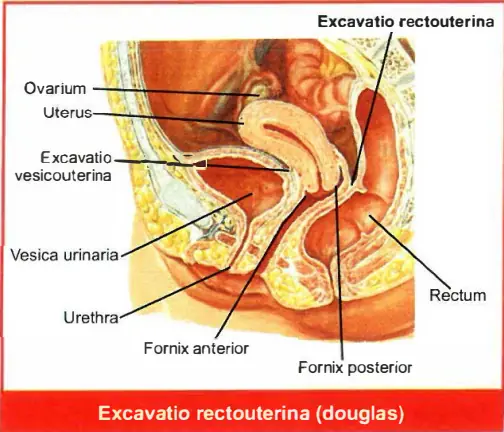 Excavatio rectouterina
Ovarium
Uterus
Excavatio
vesicouterina
Vesica urinaria
Rectum
Urethra
Fornix anterior
Fornix posterior
Excavatio rectouterina (douglas)